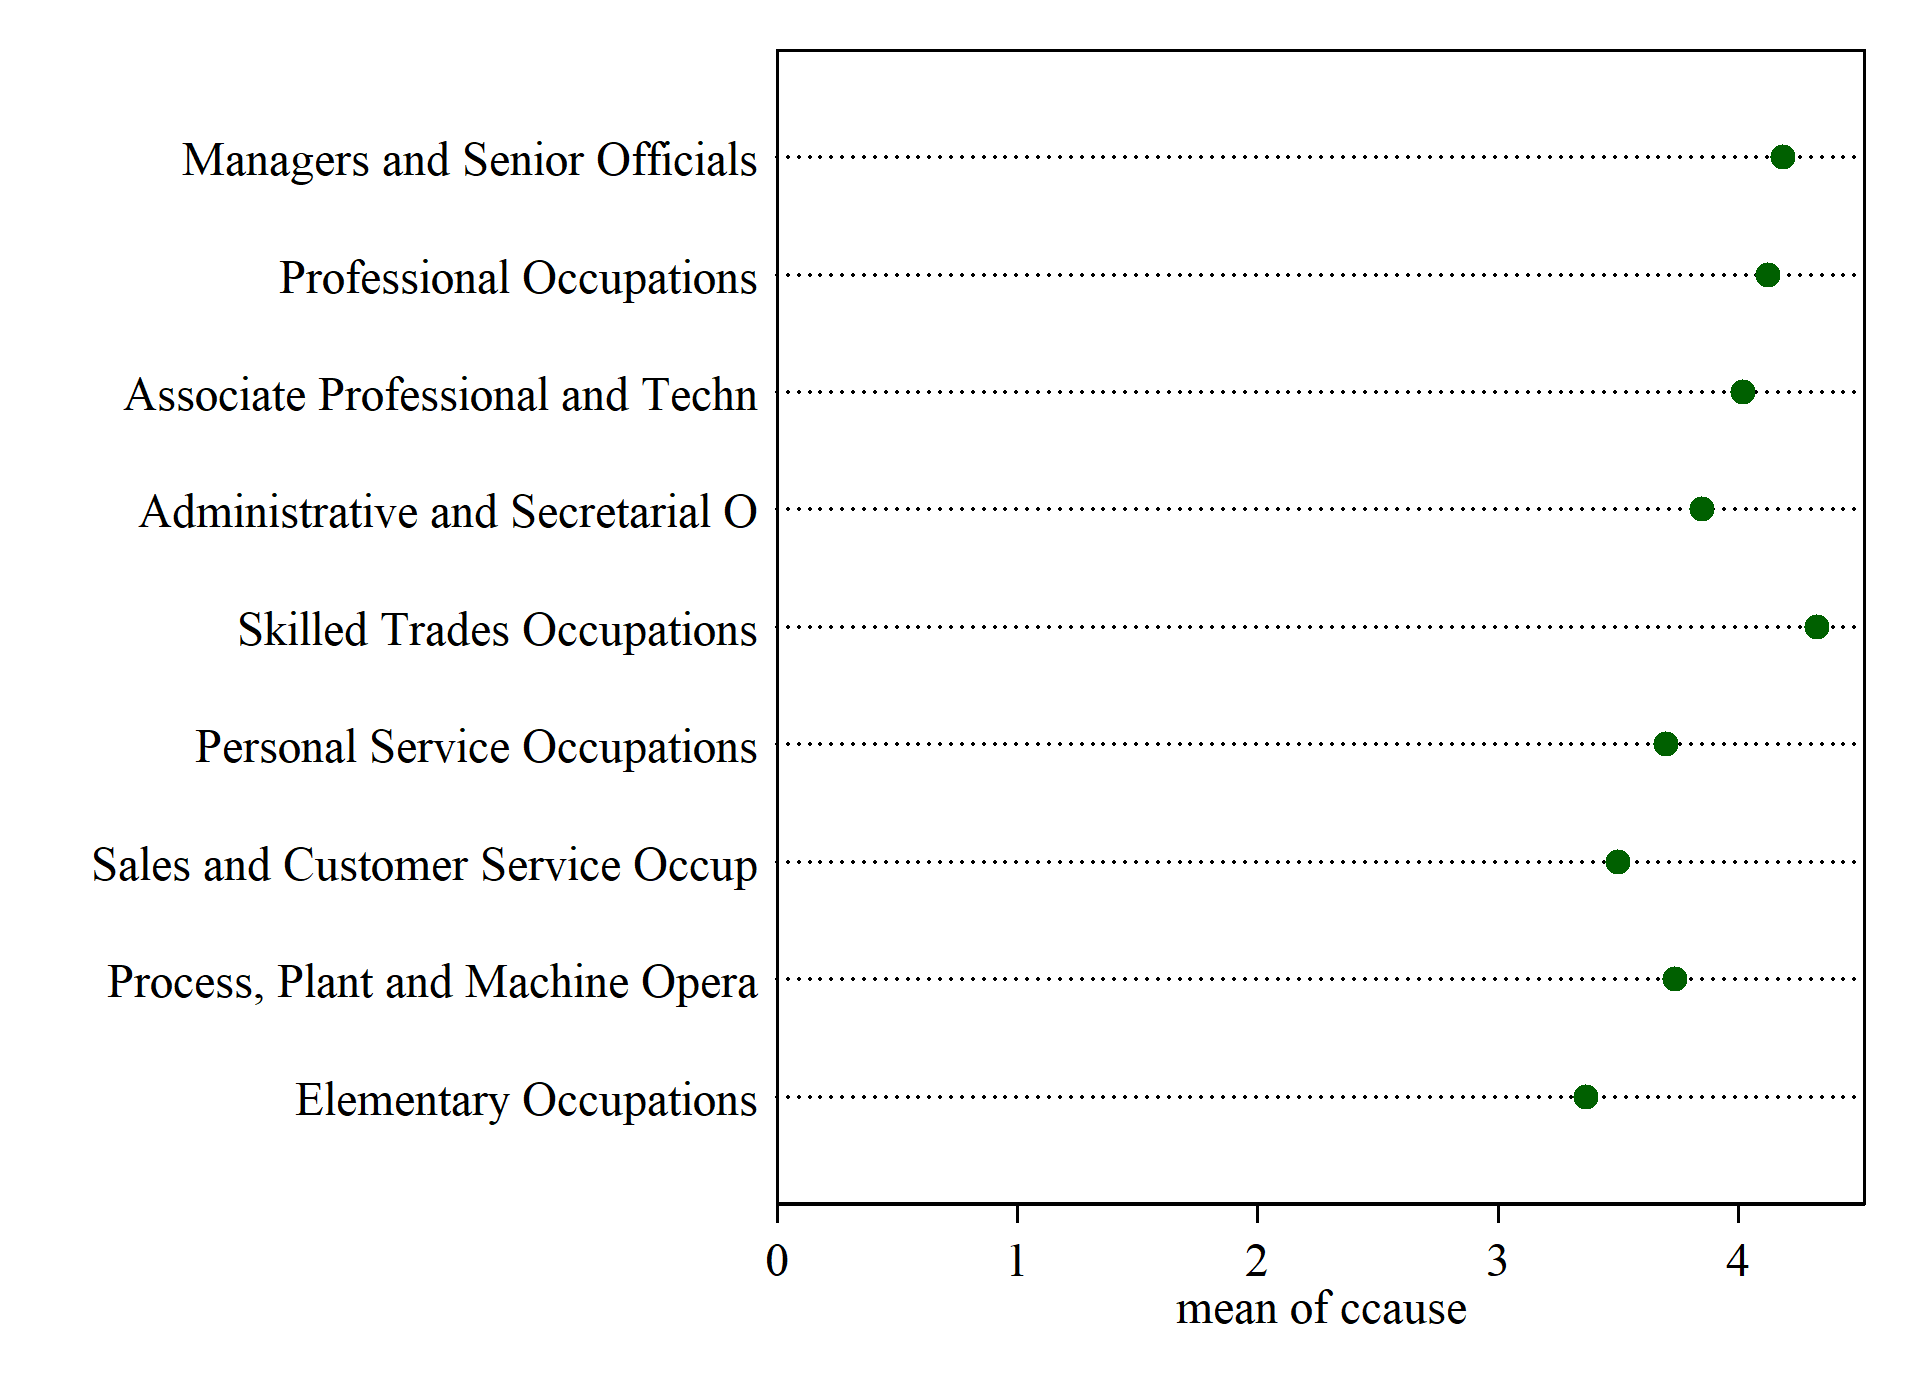 Managers and Senior Officials
Professional Occupations
Associate Professional and Techn
Administrative and Secretarial O
Skilled Trades Occupations
Personal Service Occupations
Sales and Customer Service Occup
Process, Plant and Machine Opera
Elementary Occupations
0 1 2 3 4
mean of ccause